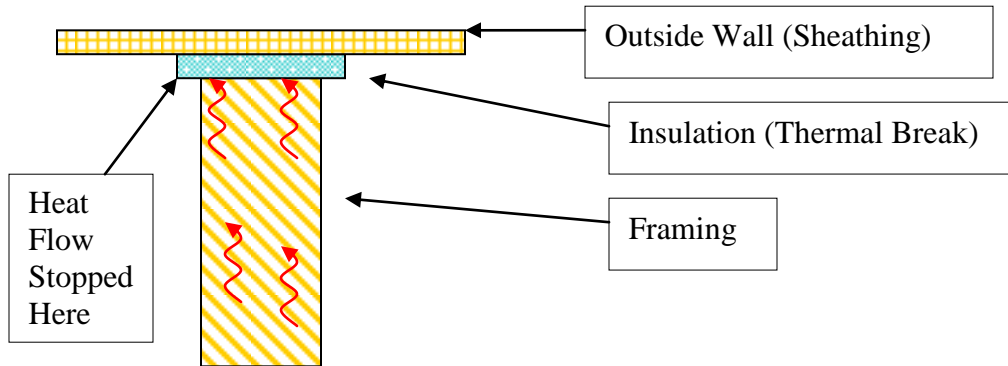 Outside Wall (Sheathing)
Insulation (Thermal Break)
Heat
Flow
Stopped
Here
Framing